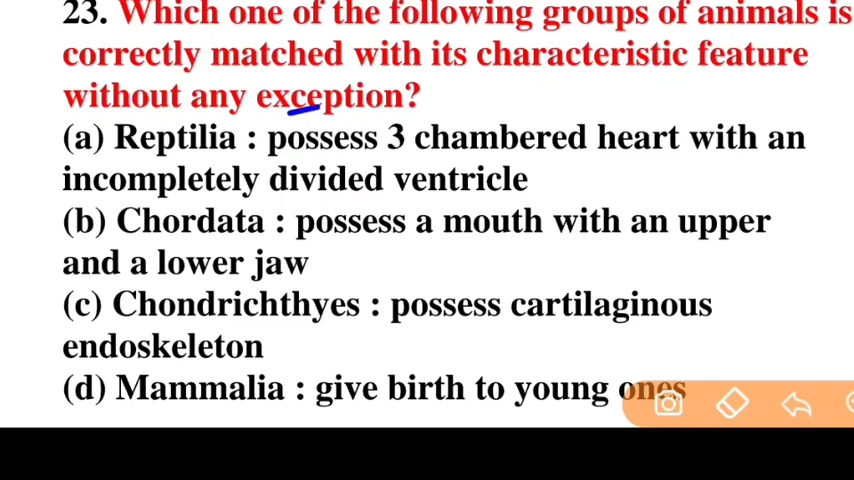 23. Which one of the following groups of animals is
correctly matched with its characteristic feature
without any exception?
(a) Reptilia : possess 3 chambered heart with an
incompletely divided ventricle
(b) Chordata : possess a mouth with an upper
and a lower jaw
(c) Chondrichthyes : possess cartilaginous
endoskeleton
(d) Mammalia : give birth to young ones